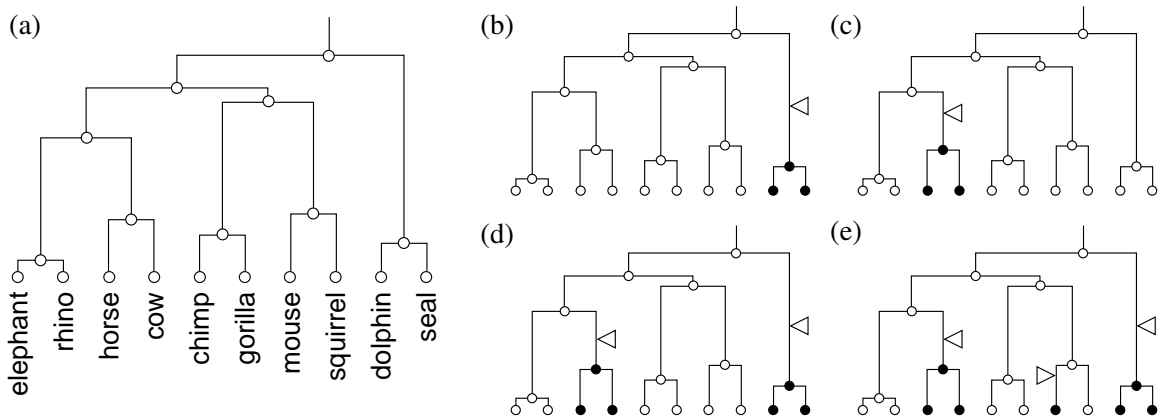 (a)
(b)
(c)
(d)
(e)
elephant
rhino
horse
cow
chimp
gorilla
mouse
squirrel
dolphin
seal